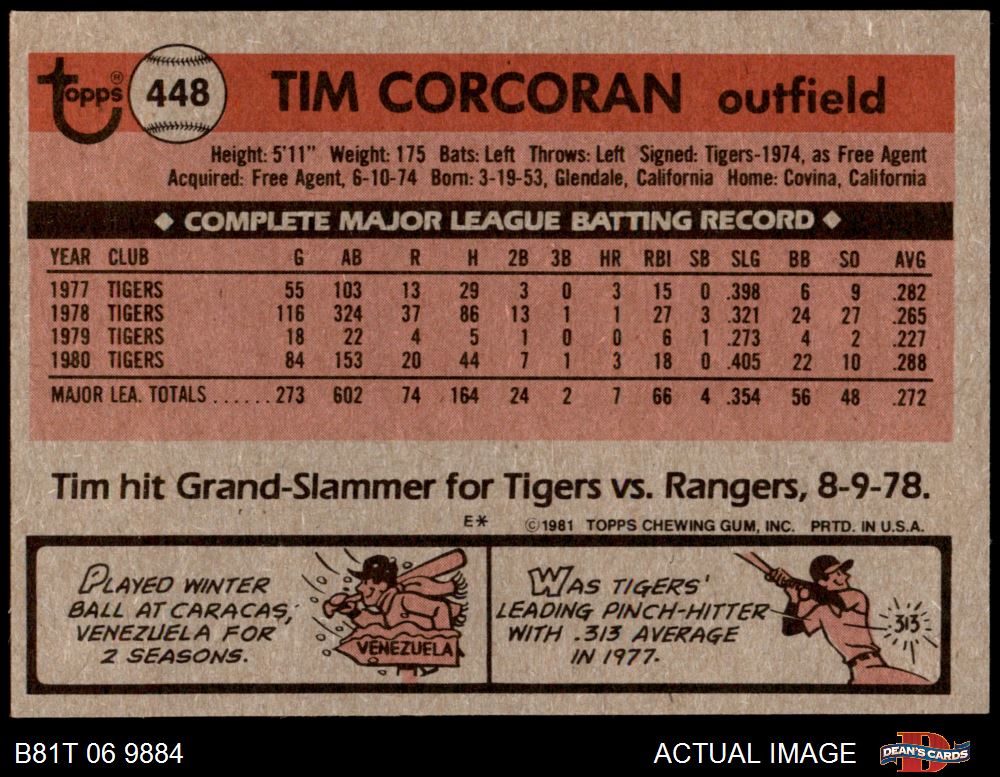 Topps® 448 TIM CORCORAN outfield
Height: 5'11" Weight: 175 Bats: Left Throws: Left Signed: Tigers-1974, as Free Agent
Acquired: Free Agent, 6-10-74 Born: 3-19-53, Glendale, California Home: Covina, California
◆ COMPLETE MAJOR LEAGUE BATTING RECORD ◆
YEAR CLUB G AB R H 2B 3B HR RBI SB SLG BB SO AVG
1977 TIGERS 55 103 13 29 3 0 3 15 0 .398 6 9 .282
1978 TIGERS 116 324 37 86 13 1 1 27 3 .321 24 27 .265
1979 TIGERS 18 22 4 5 1 0 0 6 1 .273 4 2 .227
1980 TIGERS 84 153 20 44 7 1 3 18 0 .405 22 10 .288
MAJOR LEA. TOTALS ...... 273 602 74 164 24 2 7 66 4 .354 56 48 .272
Tim hit Grand-Slammer for Tigers vs. Rangers, 8-9-78.
E* ©1981 TOPPS CHEWING GUM, INC. PRTD. IN U.S.A.
PLAYED WINTER
BALL AT CARACAS,
VENEZUELA FOR
2 SEASONS.
VENEZUELA
WAS TIGERS'
LEADING PINCH-HITTER
WITH .313 AVERAGE
IN 1977.
.313
B81T 06 9884 ACTUAL IMAGE DEAN'S CARDS